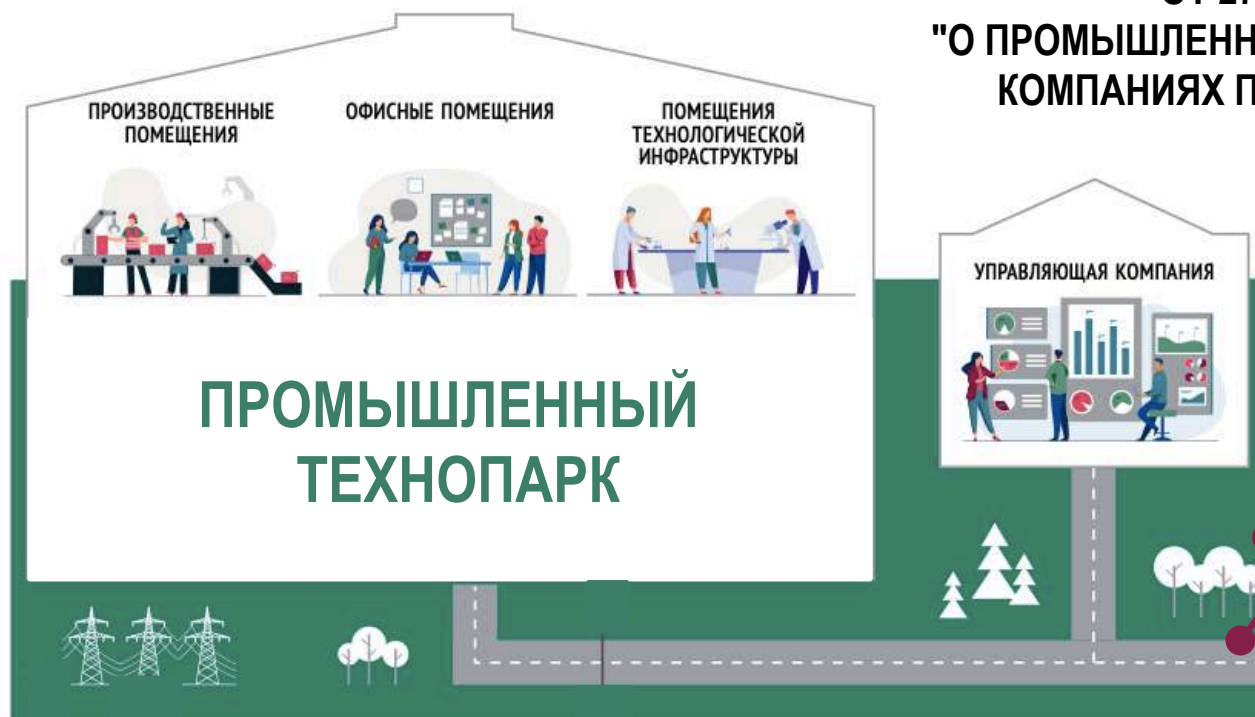 "О ПРОМЫШЛЕНН
КОМПАНИЯХ П
ПРОИЗВОДСТВЕННЫЕ
ПОМЕЩЕНИЯ
ОФИСНЫЕ ПОМЕЩЕНИЯ
ПОМЕЩЕНИЯ
ТЕХНОЛОГИЧЕСКОЙ
ИНФРАСТРУКТУРЫ
УПРАВЛЯЮЩАЯ КОМПАНИЯ
ПРОМЫШЛЕННЫЙ
ТЕХНОПАРК